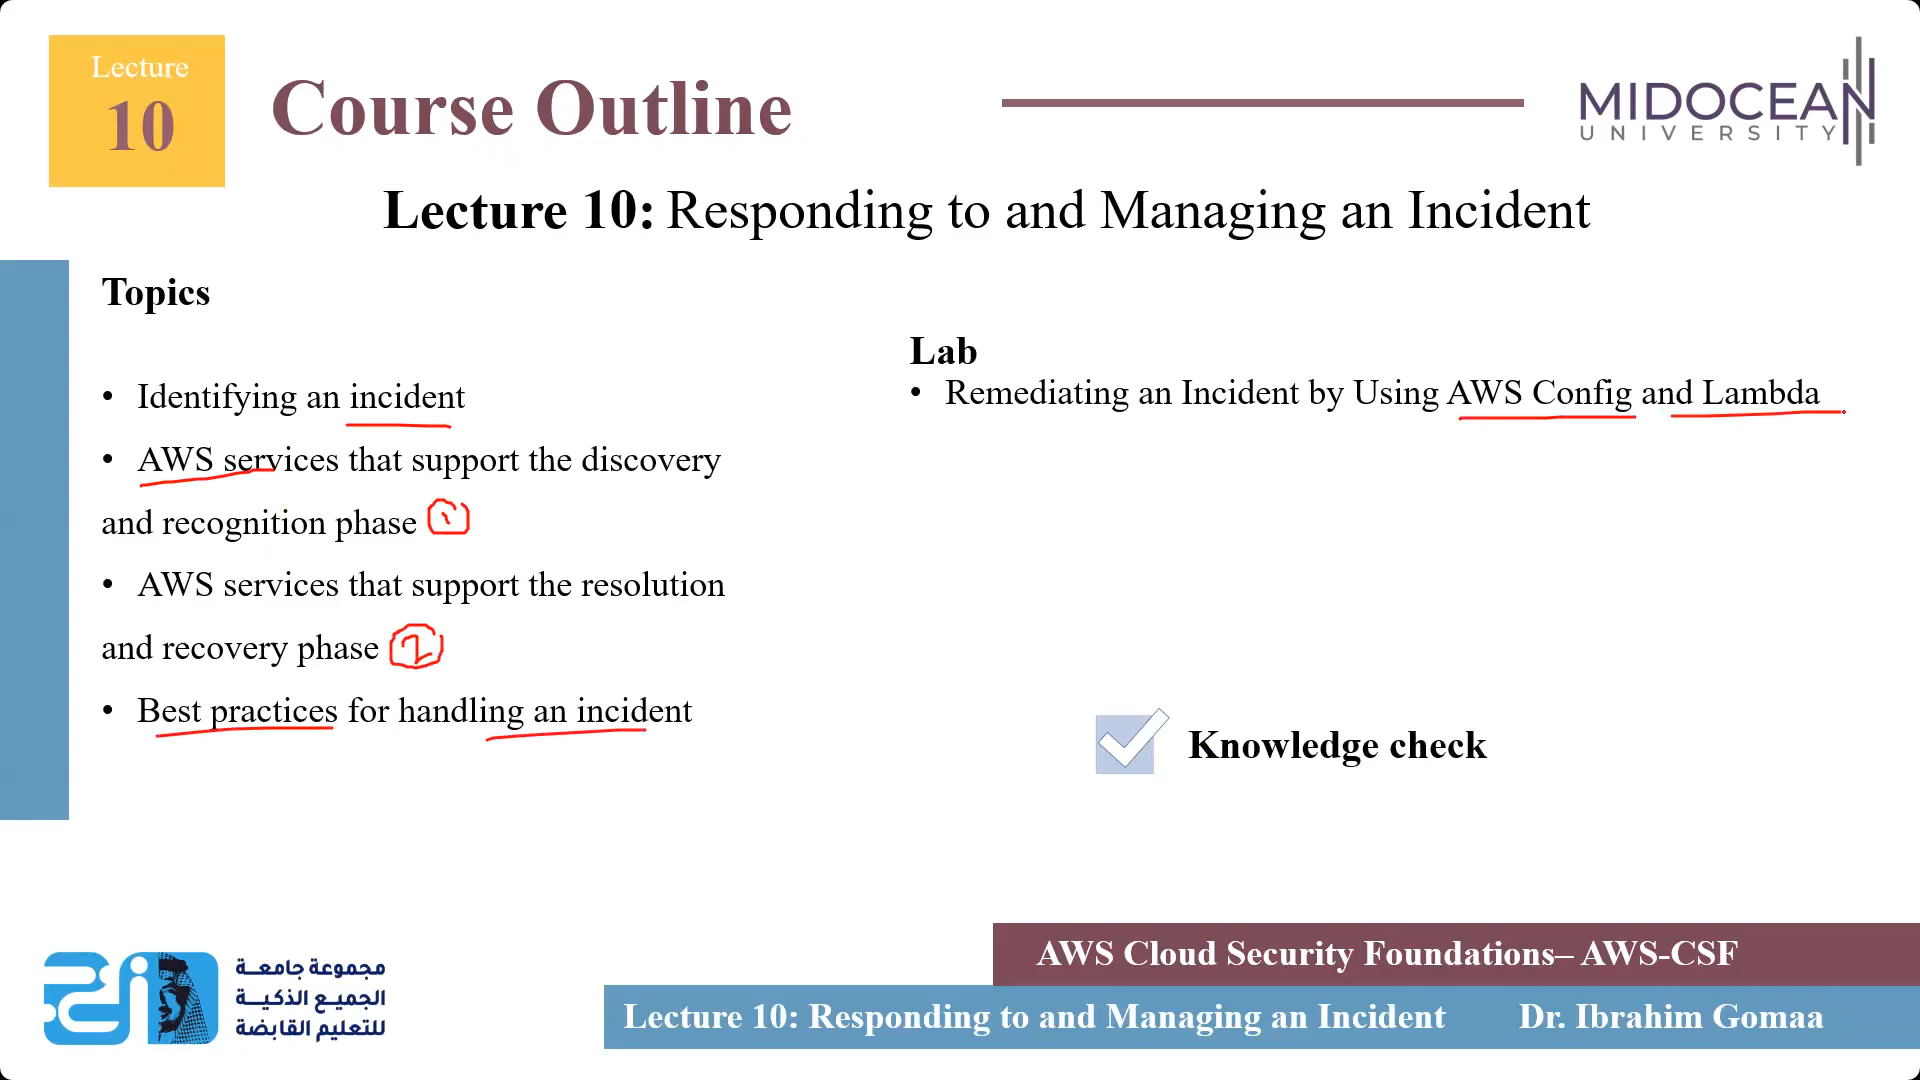 Lecture
10
Course Outline
MIDOCEAN
UNIVERSITY
Lecture 10: Responding to and Managing an Incident
Topics
• Identifying an incident
• AWS services that support the discovery
and recognition phase
• AWS services that support the resolution
and recovery phase 2
• Best practices for handling an incident
Lab
• Remediating an Incident by Using AWS Config and Lambda
Knowledge check
مجموعة جامعة
الجميع الذكية
للتعليم القابضة
AWS Cloud Security Foundations– AWS-CSF
Lecture 10: Responding to and Managing an Incident Dr. Ibrahim Gomaa